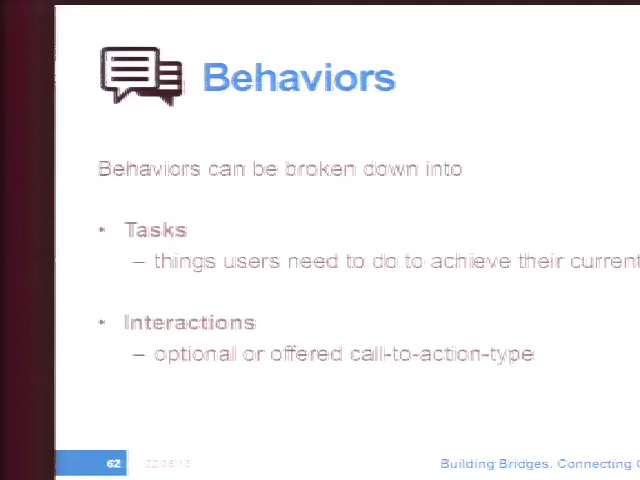 Behaviors
Behaviors can be broken down into
• Tasks
– things users need to do to achieve their current
• Interactions
– optional or offered call-to-action-type
62
Building Bridges. Connecting